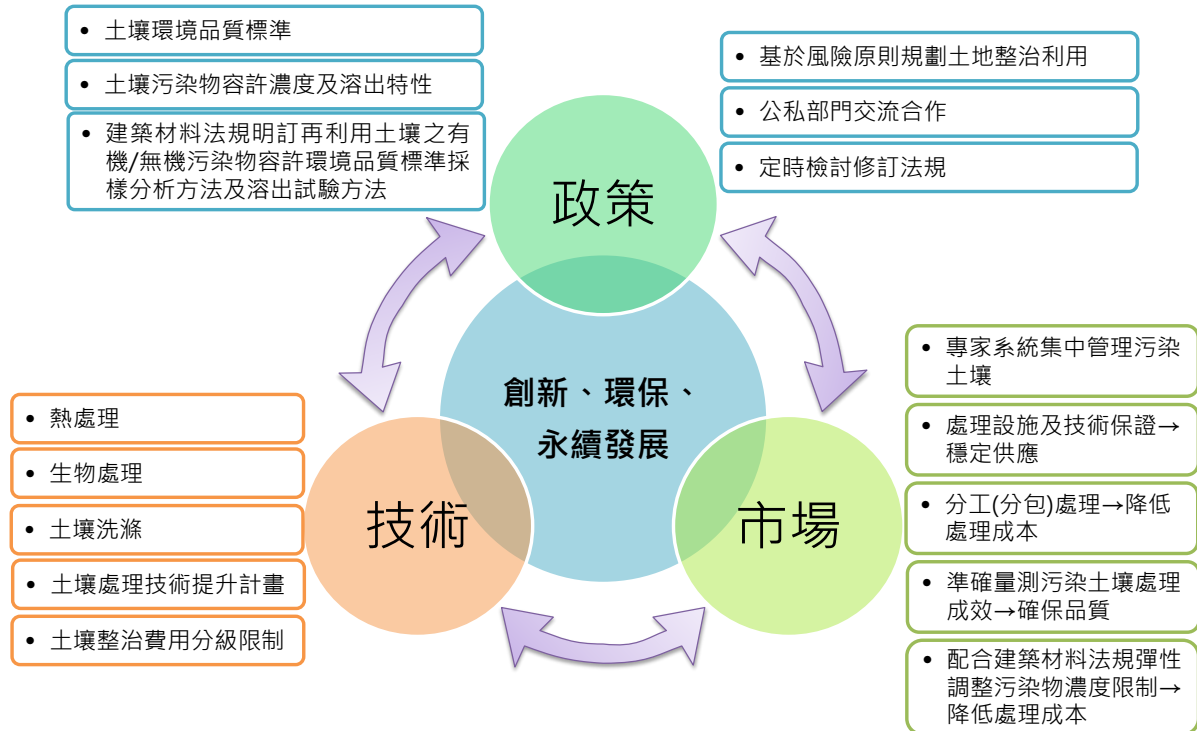 • 土壤環境品質標準
• 土壤污染物容許濃度及溶出特性
• 建築材料法規明訂再利用土壤之有
機/無機污染物容許環境品質標準採
樣分析方法及溶出試驗方法
• 基於風險原則規劃土地整治利用
• 公私部門交流合作
• 定時檢討修訂法規
政策
創新、環保、
永續發展
技術
市場
• 熱處理
• 生物處理
• 土壤洗滌
• 土壤處理技術提升計畫
• 土壤整治費用分級限制
• 專家系統集中管理污染
土壤
• 處理設施及技術保證→
穩定供應
• 分工(分包)處理→降低
處理成本
• 準確量測污染土壤處理
成效→確保品質
• 配合建築材料法規彈性
調整污染物濃度限制→
降低處理成本